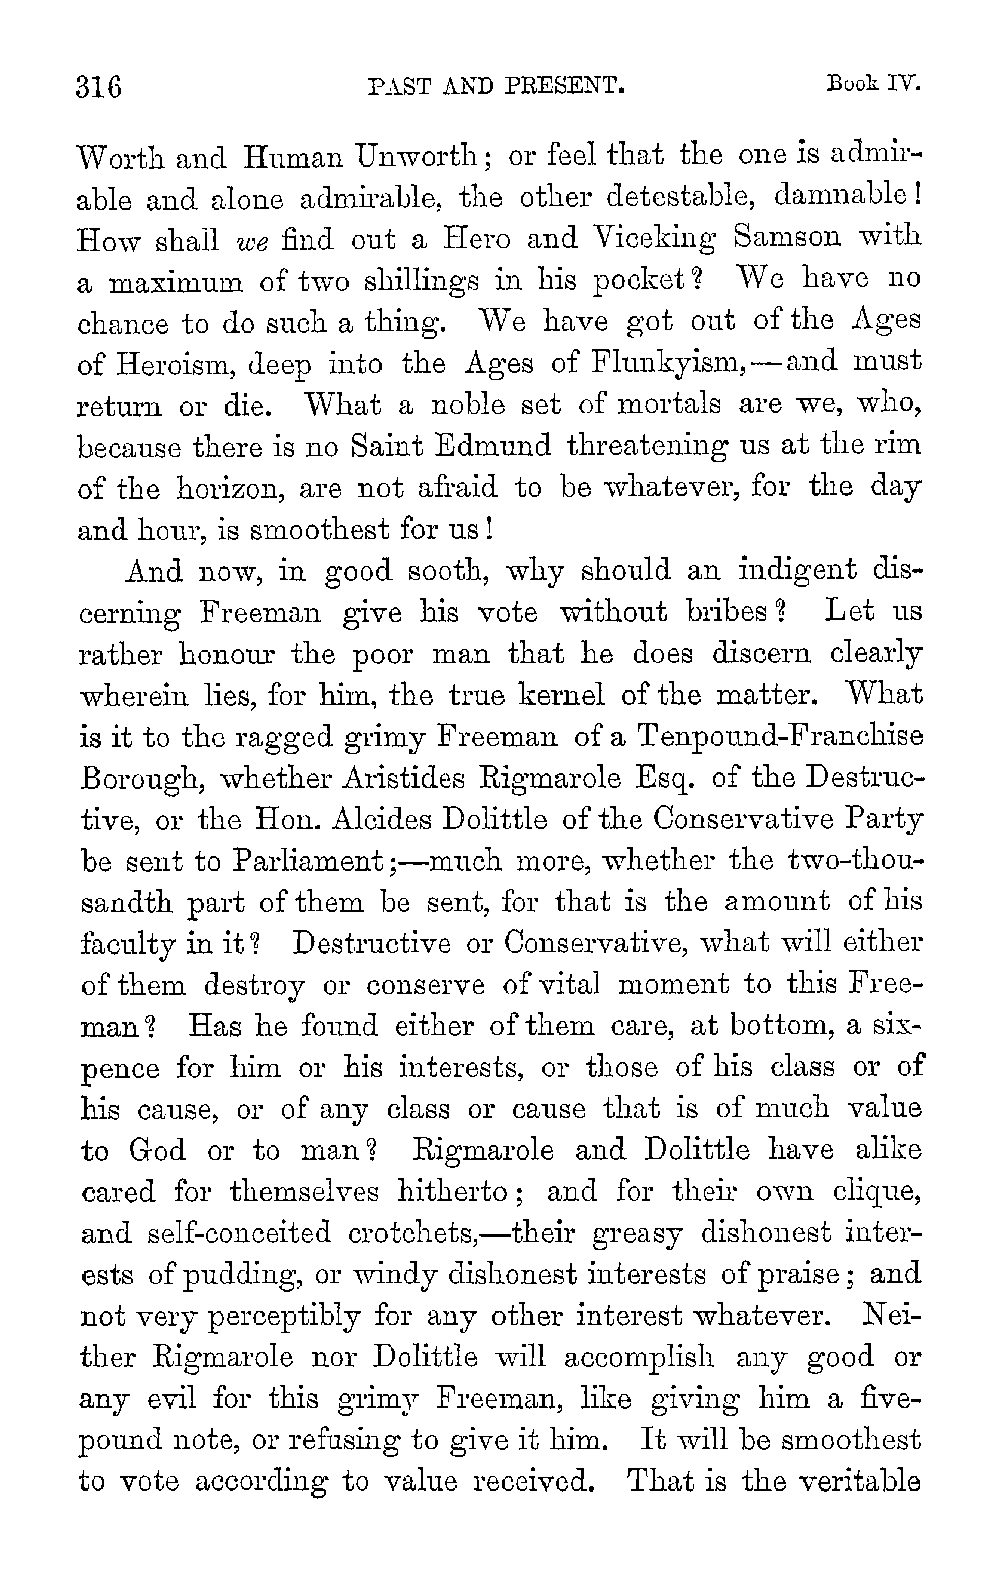 316 PAST AND PRESENT. Book IV.
Worth and Human Unworth; or feel that the one is admir-
able and alone admirable, the other detestable, damnable!
How shall we find out a Hero and Viceking Samson with
a maximum of two shillings in his pocket? We have no
chance to do such a thing. We have got out of the Ages
of Heroism, deep into the Ages of Flunkyism,—and must
return or die. What a noble set of mortals are we, who,
because there is no Saint Edmund threatening us at the rim
of the horizon, are not afraid to be whatever, for the day
and hour, is smoothest for us!
And now, in good sooth, why should an indigent dis-
cerning Freeman give his vote without bribes? Let us
rather honour the poor man that he does discern clearly
wherein lies, for him, the true kernel of the matter. What
is it to the ragged grimy Freeman of a Tenpound-Franchise
Borough, whether Aristides Rigmarole Esq. of the Destruc-
tive, or the Hon. Alcides Dolittle of the Conservative Party
be sent to Parliament;—much more, whether the two-thou-
sandth part of them be sent, for that is the amount of his
faculty in it? Destructive or Conservative, what will either
of them destroy or conserve of vital moment to this Free-
man? Has he found either of them care, at bottom, a six-
pence for him or his interests, or those of his class or of
his cause, or of any class or cause that is of much value
to God or to man? Rigmarole and Dolittle have alike
cared for themselves hitherto; and for their own clique,
and self-conceited crotchets,—their greasy dishonest inter-
ests of pudding, or windy dishonest interests of praise; and
not very perceptibly for any other interest whatever. Nei-
ther Rigmarole nor Dolittle will accomplish any good or
any evil for this grimy Freeman, like giving him a five-
pound note, or refusing to give it him. It will be smoothest
to vote according to value received. That is the veritable